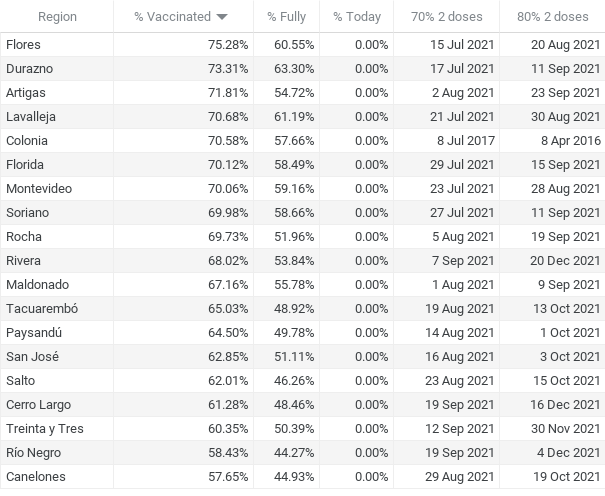 Region % Vaccinated % Fully % Today 70% 2 doses 80% 2 doses
Flores 75.28% 60.55% 0.00% 15 Jul 2021 20 Aug 2021
Durazno 73.31% 63.30% 0.00% 17 Jul 2021 11 Sep 2021
Artigas 71.81% 54.72% 0.00% 2 Aug 2021 23 Sep 2021
Lavalleja 70.68% 61.19% 0.00% 21 Jul 2021 30 Aug 2021
Colonia 70.58% 57.66% 0.00% 8 Jul 2017 8 Apr 2016
Florida 70.12% 58.49% 0.00% 29 Jul 2021 15 Sep 2021
Montevideo 70.06% 59.16% 0.00% 23 Jul 2021 28 Aug 2021
Soriano 69.98% 58.66% 0.00% 27 Jul 2021 11 Sep 2021
Rocha 69.73% 51.96% 0.00% 5 Aug 2021 19 Sep 2021
Rivera 68.02% 53.84% 0.00% 7 Sep 2021 20 Dec 2021
Maldonado 67.16% 55.78% 0.00% 1 Aug 2021 9 Sep 2021
Tacuarembó 65.03% 48.92% 0.00% 19 Aug 2021 13 Oct 2021
Paysandú 64.50% 49.78% 0.00% 14 Aug 2021 1 Oct 2021
San José 62.85% 51.11% 0.00% 16 Aug 2021 3 Oct 2021
Salto 62.01% 46.26% 0.00% 23 Aug 2021 15 Oct 2021
Cerro Largo 61.28% 48.46% 0.00% 19 Sep 2021 16 Dec 2021
Treinta y Tres 60.35% 50.39% 0.00% 12 Sep 2021 30 Nov 2021
Río Negro 58.43% 44.27% 0.00% 19 Sep 2021 4 Dec 2021
Canelones 57.65% 44.93% 0.00% 29 Aug 2021 19 Oct 2021